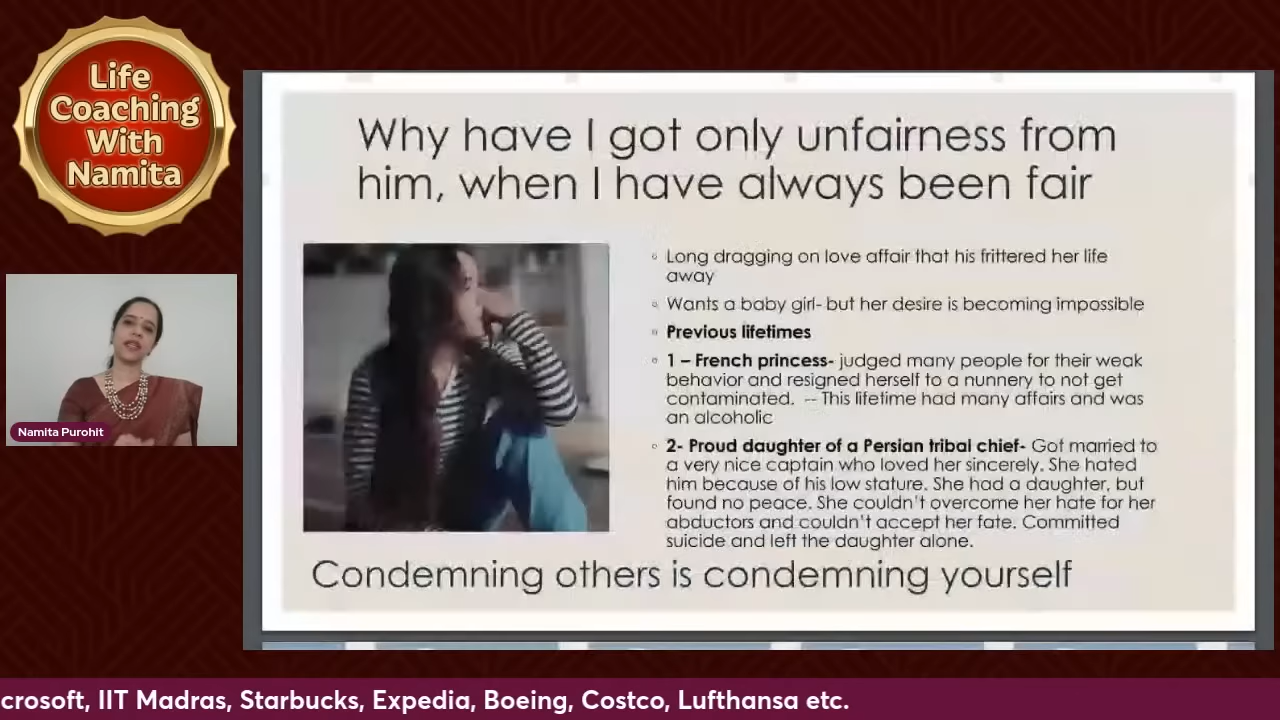 Life
Coaching
With
Namita
Namita Purohit
Why have I got only unfairness from
him, when I have always been fair
Long dragging on love affair that his frittered her life
away
Wants a baby girl- but her desire is becoming impossible
Previous lifetimes
1 – French princess- judged many people for their weak
behavior and resigned herself to a nunnery to not get
contaminated. -- This lifetime had many affairs and was
an alcoholic
2- Proud daughter of a Persian tribal chief- Got married to
a very nice captain who loved her sincerely. She hated
him because of his low stature. She had a daughter, but
found no peace. She couldn't overcome her hate for her
abductors and couldn't accept her fate. Committed
suicide and left the daughter alone.
Condemning others is condemning yourself
crosoft, IIT Madras, Starbucks, Expedia, Boeing, Costco, Lufthansa etc.